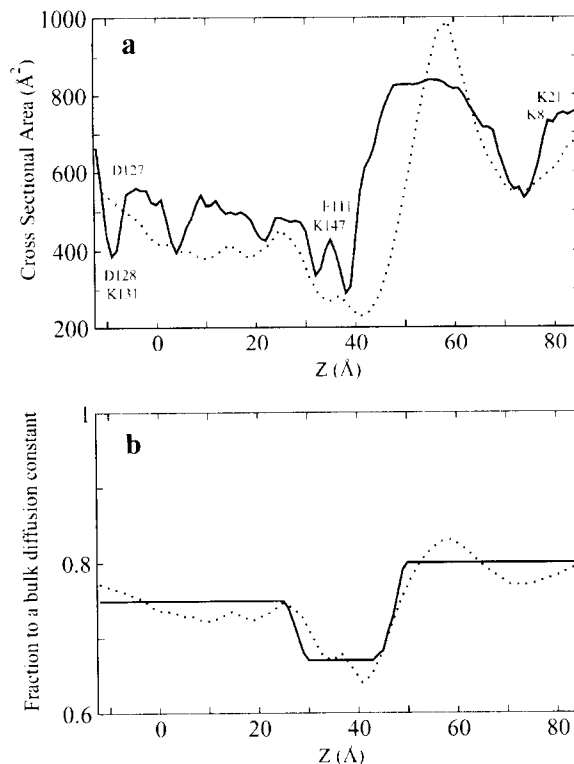 a
1000
800
600
400
200
Cross Sectional Area (Å²)
D127
D128
K131
E111
K147
K21
K8
0
20
40
60
80
Z (Å)
b
1
0.8
0.6
Fraction to a bulk diffusion constant
0
20
40
60
80
Z (Å)